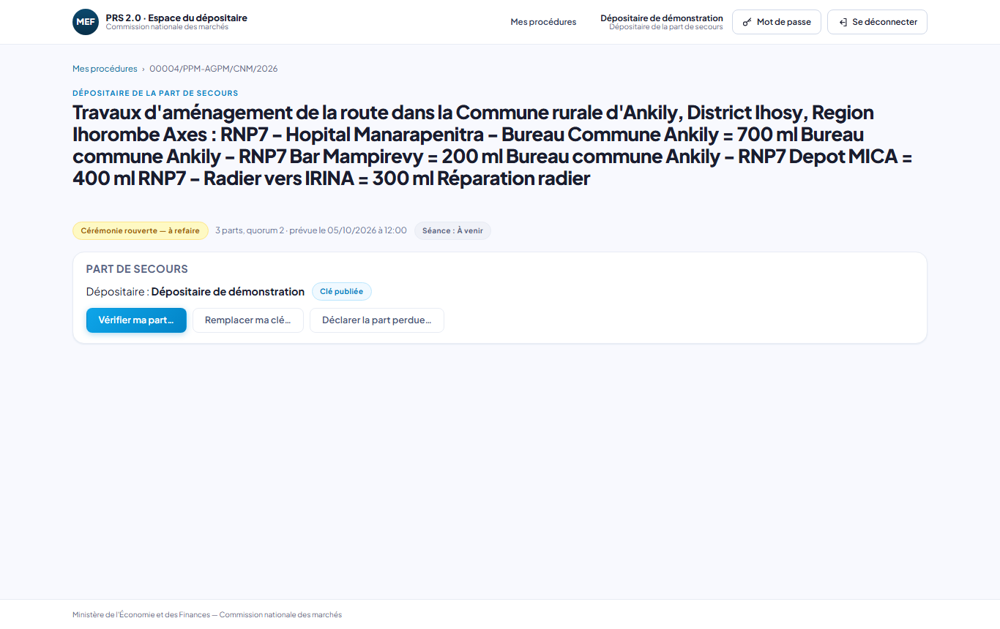 MEF
PRS 2.0 · Espace du dépositaire
Commission nationale des marchés
Mes procédures
Dépositaire de démonstration
Dépositaire de la part de secours
Mot de passe
Se déconnecter
Mes procédures › 00004/PPM-AGPM/CNM/2026
DÉPOSITAIRE DE LA PART DE SECOURS
Travaux d'aménagement de la route dans la Commune rurale d'Ankily, District Ihosy, Region
Ihorombe Axes : RNP7 – Hopital Manarapenitra – Bureau Commune Ankily = 700 ml Bureau
commune Ankily – RNP7 Bar Mampirevy = 200 ml Bureau commune Ankily – RNP7 Depot MICA =
400 ml RNP7 – Radier vers IRINA = 300 ml Réparation radier
Cérémonie rouverte — à refaire
3 parts, quorum 2 · prévue le 05/10/2026 à 12:00
Séance : À venir
PART DE SECOURS
Dépositaire : Dépositaire de démonstration
Clé publiée
Vérifier ma part…
Remplacer ma clé…
Déclarer la part perdue…
Ministère de l'Économie et des Finances — Commission nationale des marchés